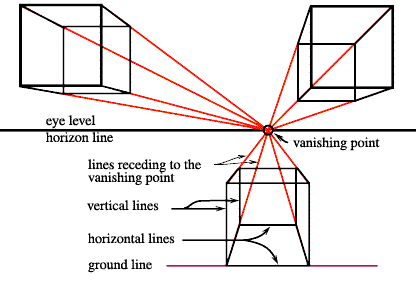 eye level
horizon line
vanishing point
lines receding to the
vanishing point
vertical lines
horizontal lines
ground line